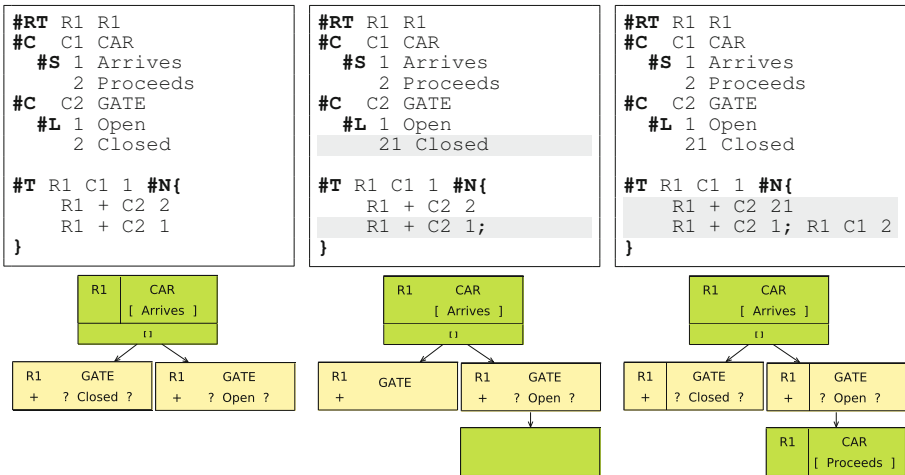 #RT R1 R1
#C C1 CAR
#S 1 Arrives
2 Proceeds
#C C2 GATE
#L 1 Open
2 Closed
#T R1 C1 1 #N{
R1 + C2 2
R1 + C2 1
}
R1 CAR
[ Arrives ]
[]
R1 GATE
+ ? Closed ?
R1 GATE
+ ? Open ?
#RT R1 R1
#C C1 CAR
#S 1 Arrives
2 Proceeds
#C C2 GATE
#L 1 Open
21 Closed
#T R1 C1 1 #N{
R1 + C2 2
R1 + C2 1;
}
R1 CAR
[ Arrives ]
[]
R1 GATE
+
R1 GATE
+ ? Open ?
#RT R1 R1
#C C1 CAR
#S 1 Arrives
2 Proceeds
#C C2 GATE
#L 1 Open
21 Closed
#T R1 C1 1 #N{
R1 + C2 21
R1 + C2 1; R1 C1 2
}
R1 CAR
[ Arrives ]
[]
R1 GATE
+ ? Closed ?
R1 GATE
+ ? Open ?
R1 CAR
[ Proceeds ]